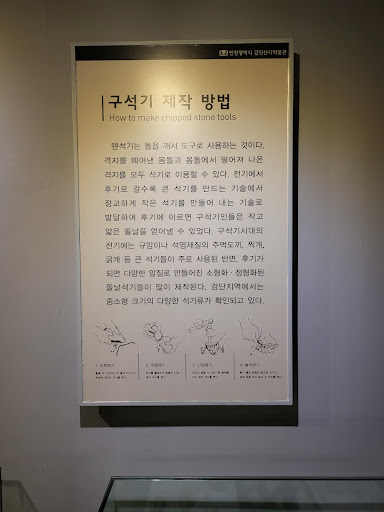 인천광역시 검단선사박물관
구석기 제작 방법
How to make chipped stone tools
뗀석기는 돌을 깨서 도구로 사용하는 것이다.
격지를 떼어낸 몸돌과 몸돌에서 떨어져 나온
격지를 모두 석기로 이용할 수 있다. 전기에서
후기로 갈수록 큰 석기를 만드는 기술에서
정교하게 작은 석기를 만들어 내는 기술로
발달하여 후기에 이르면 구석기인들은 작고
얇은 돌날을 얻어낼 수 있었다. 구석기시대의
전기에는 규암이나 석영재질의 주먹도끼, 찍개,
긁개 등 큰 석기들이 주로 사용된 반면, 후기가
되면 다양한 암질로 만들어진 소형화·정형화된
돌날석기들이 많이 제작된다. 검단지역에서는
중소형 크기의 다양한 석기류가 확인되고 있다.